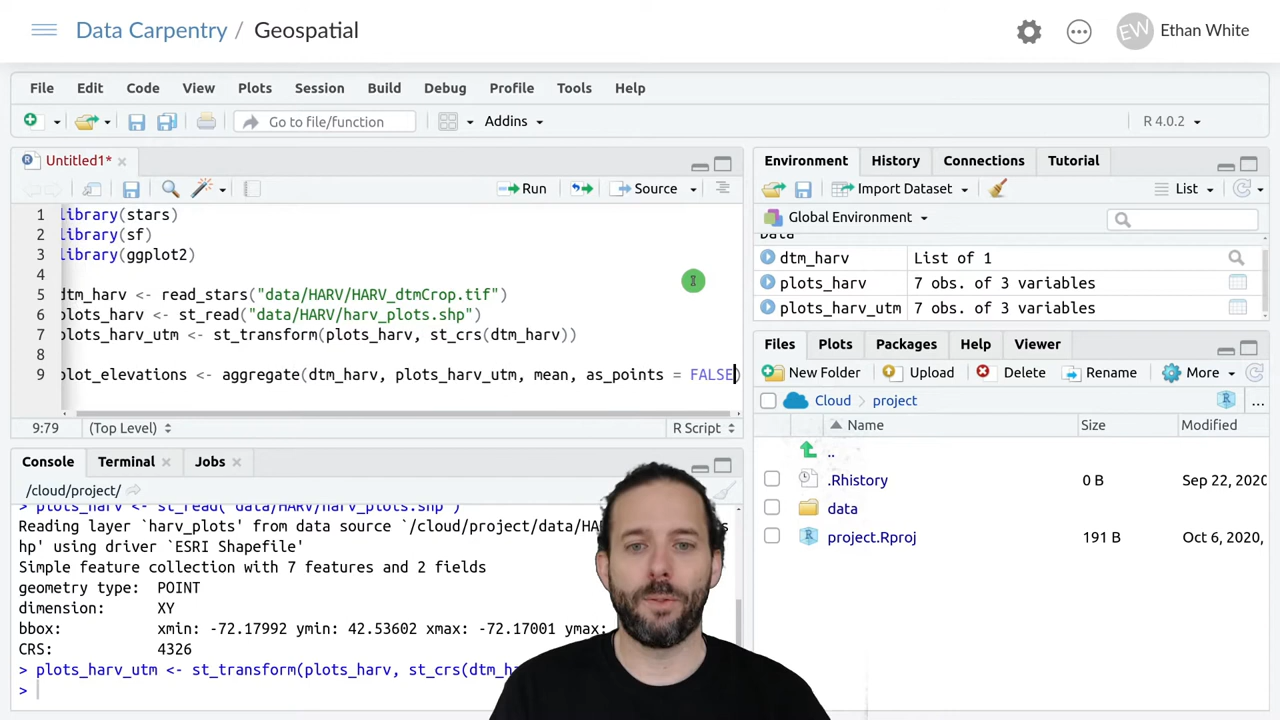 Data Carpentry / Geospatial
EW Ethan White
File Edit Code View Plots Session Build Debug Profile Tools Help
Go to file/function Addins R 4.0.2
Untitled1*
Run Source
1 library(stars)
2 library(sf)
3 library(ggplot2)
4
5 dtm_harv <- read_stars("data/HARV/HARV_dtmCrop.tif")
6 plots_harv <- st_read("data/HARV/harv_plots.shp")
7 plots_harv_utm <- st_transform(plots_harv, st_crs(dtm_harv))
8
9 plot_elevations <- aggregate(dtm_harv, plots_harv_utm, mean, as_points = FALSE)
9:79 (Top Level) R Script
Console Terminal Jobs
/cloud/project/
> plots_harv <- st_read("data/HARV/harv_plots.shp")
Reading layer `harv_plots' from data source `/cloud/project/data/HA
hp' using driver `ESRI Shapefile'
Simple feature collection with 7 features and 2 fields
geometry type: POINT
dimension: XY
bbox: xmin: -72.17992 ymin: 42.53602 xmax: -72.17001 ymax:
CRS: 4326
> plots_harv_utm <- st_transform(plots_harv, st_crs(dtm_h
>
Environment History Connections Tutorial
Import Dataset List
Global Environment
Data
dtm_harv List of 1
plots_harv 7 obs. of 3 variables
plots_harv_utm 7 obs. of 3 variables
Files Plots Packages Help Viewer
New Folder Upload Delete Rename More
Cloud project ...
Name Size Modified
..
.Rhistory 0 B Sep 22, 2020
data
project.Rproj 191 B Oct 6, 2020,